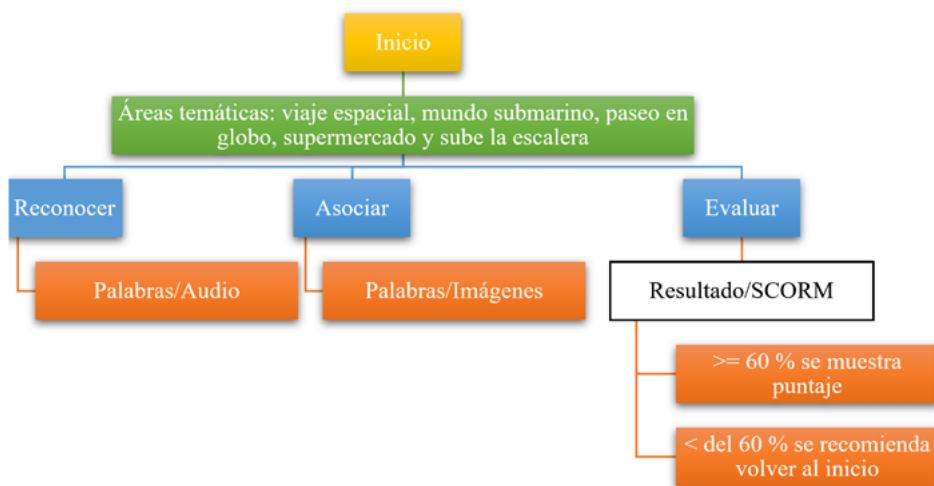 Inicio
Áreas temáticas: viaje espacial, mundo submarino, paseo en
globo, supermercado y sube la escalera
Reconocer
Asociar
Evaluar
Palabras/Audio
Palabras/Imágenes
Resultado/SCORM
>= 60 % se muestra
puntaje
< del 60 % se recomienda
volver al inicio